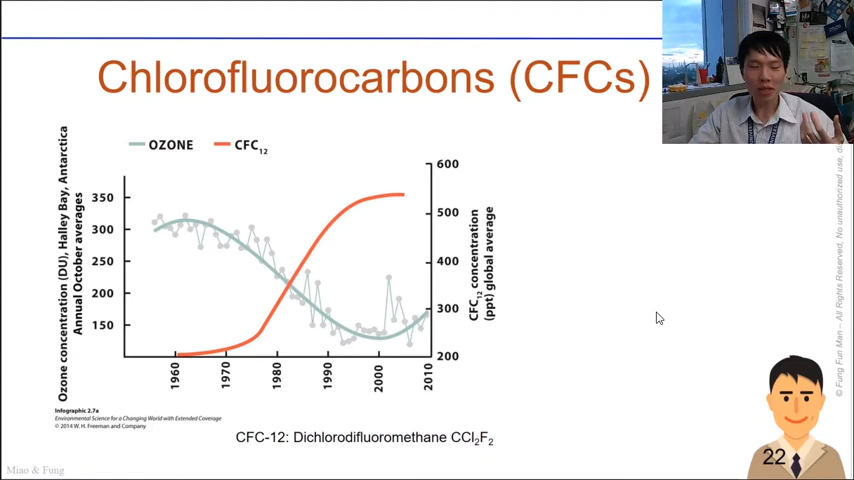 Chlorofluorocarbons (CFCs)
OZONE CFC₁₂
Ozone concentration (DU), Halley Bay, Antarctica
Annual October averages
350
300
250
200
150
600
500
400
300
200
CFC₁₂ concentration
(ppt) global average
1960
1970
1980
1990
2000
2010
Infographic 2.7a
Environmental Science for a Changing World with Extended Coverage
© 2014 W. H. Freeman and Company
CFC-12: Dichlorodifluoromethane CCl₂F₂
Miao & Fung
22
© Fung Fun Man – All Rights Reserved, No unauthorized use,